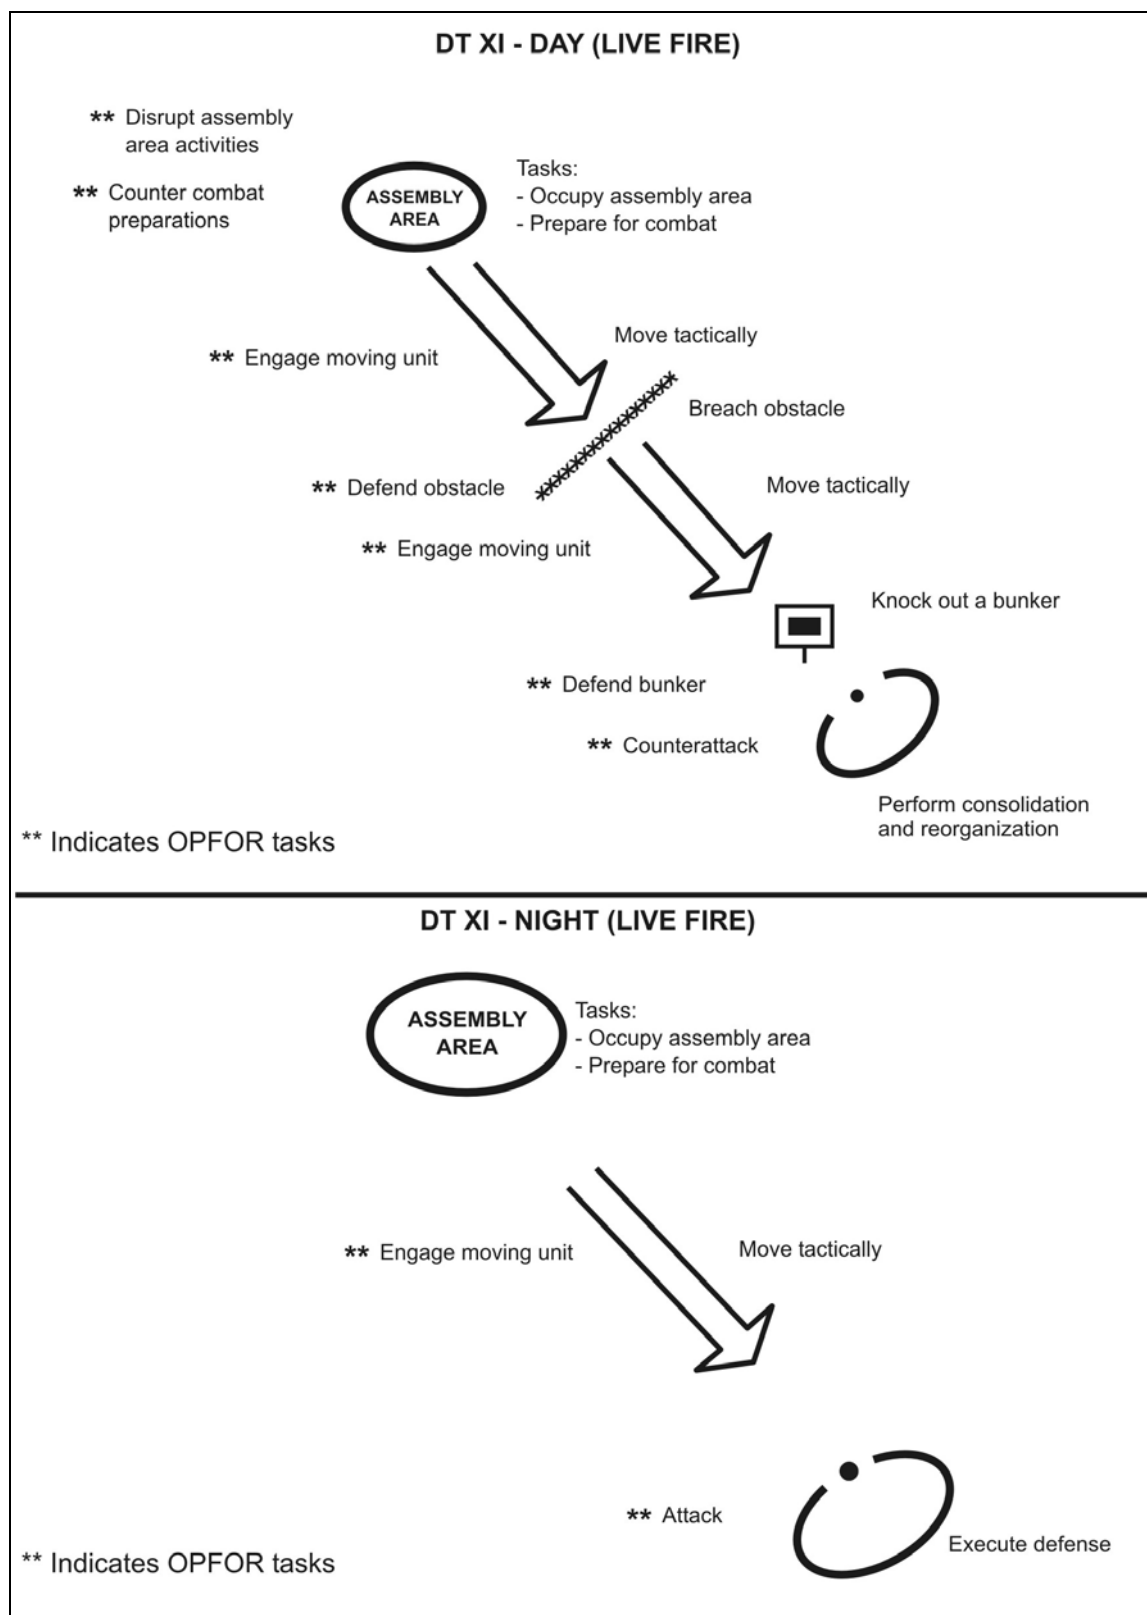 DT XI - DAY (LIVE FIRE)
** Disrupt assembly
area activities
** Counter combat
preparations
ASSEMBLY
AREA
Tasks:
- Occupy assembly area
- Prepare for combat
** Engage moving unit
Move tactically
Breach obstacle
** Defend obstacle
Move tactically
** Engage moving unit
Knock out a bunker
** Defend bunker
** Counterattack
Perform consolidation
and reorganization
** Indicates OPFOR tasks
DT XI - NIGHT (LIVE FIRE)
ASSEMBLY
AREA
Tasks:
- Occupy assembly area
- Prepare for combat
** Engage moving unit
Move tactically
** Attack
Execute defense
** Indicates OPFOR tasks